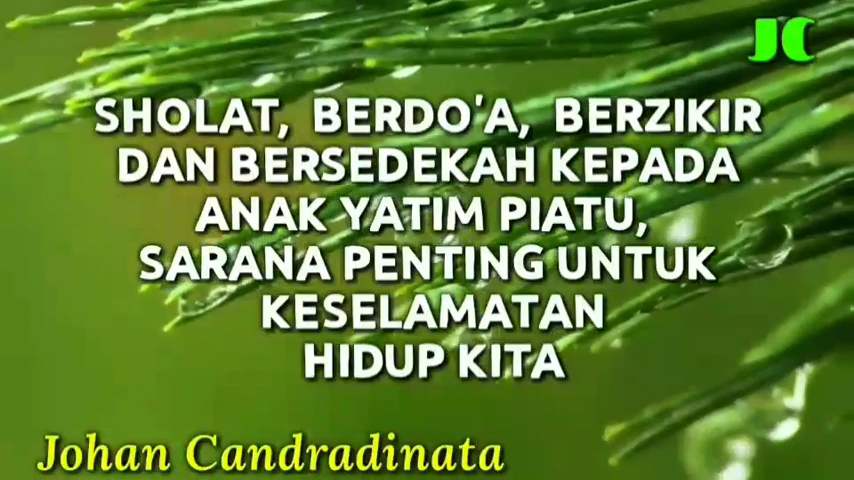 JC
SHOLAT, BERDO'A, BERZIKIR
DAN BERSEDEKAH KEPADA
ANAK YATIM PIATU,
SARANA PENTING UNTUK
KESELAMATAN
HIDUP KITA
Johan Candradinata